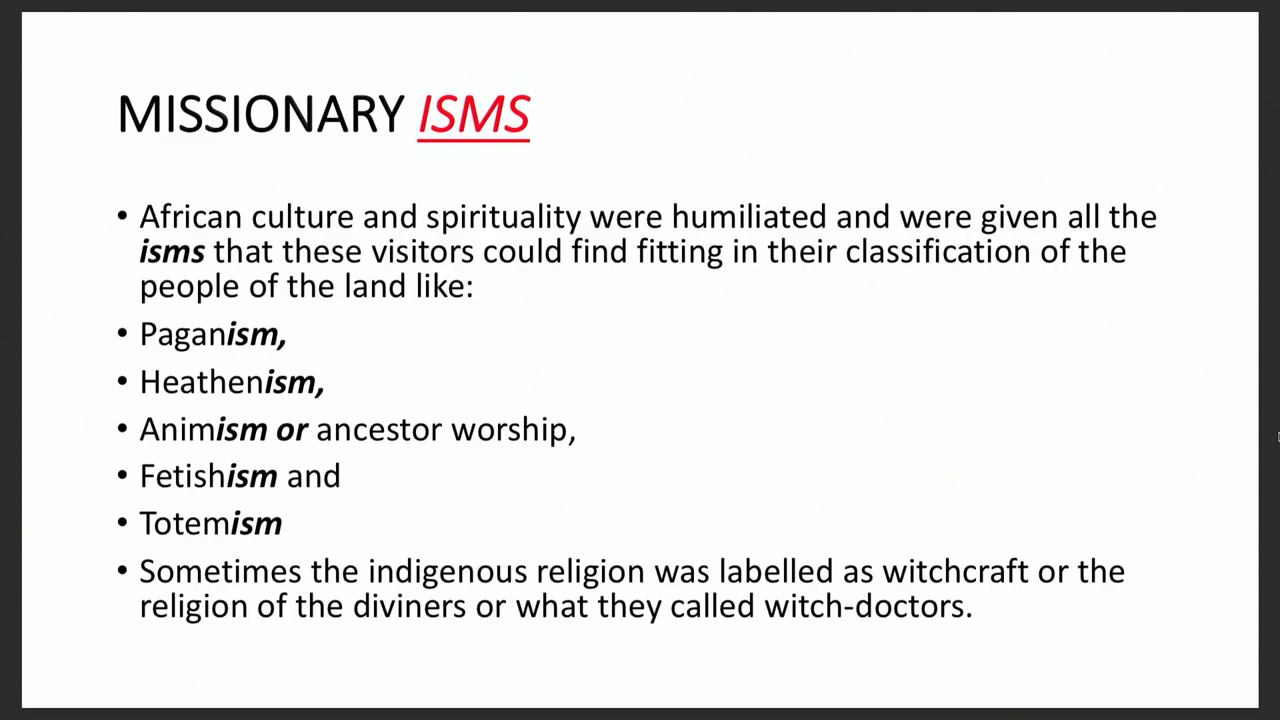 MISSIONARY ISMS
• African culture and spirituality were humiliated and were given all the
isms that these visitors could find fitting in their classification of the
people of the land like:
• Paganism,
• Heathenism,
• Animism or ancestor worship,
• Fetishism and
• Totemism
• Sometimes the indigenous religion was labelled as witchcraft or the
religion of the diviners or what they called witch-doctors.